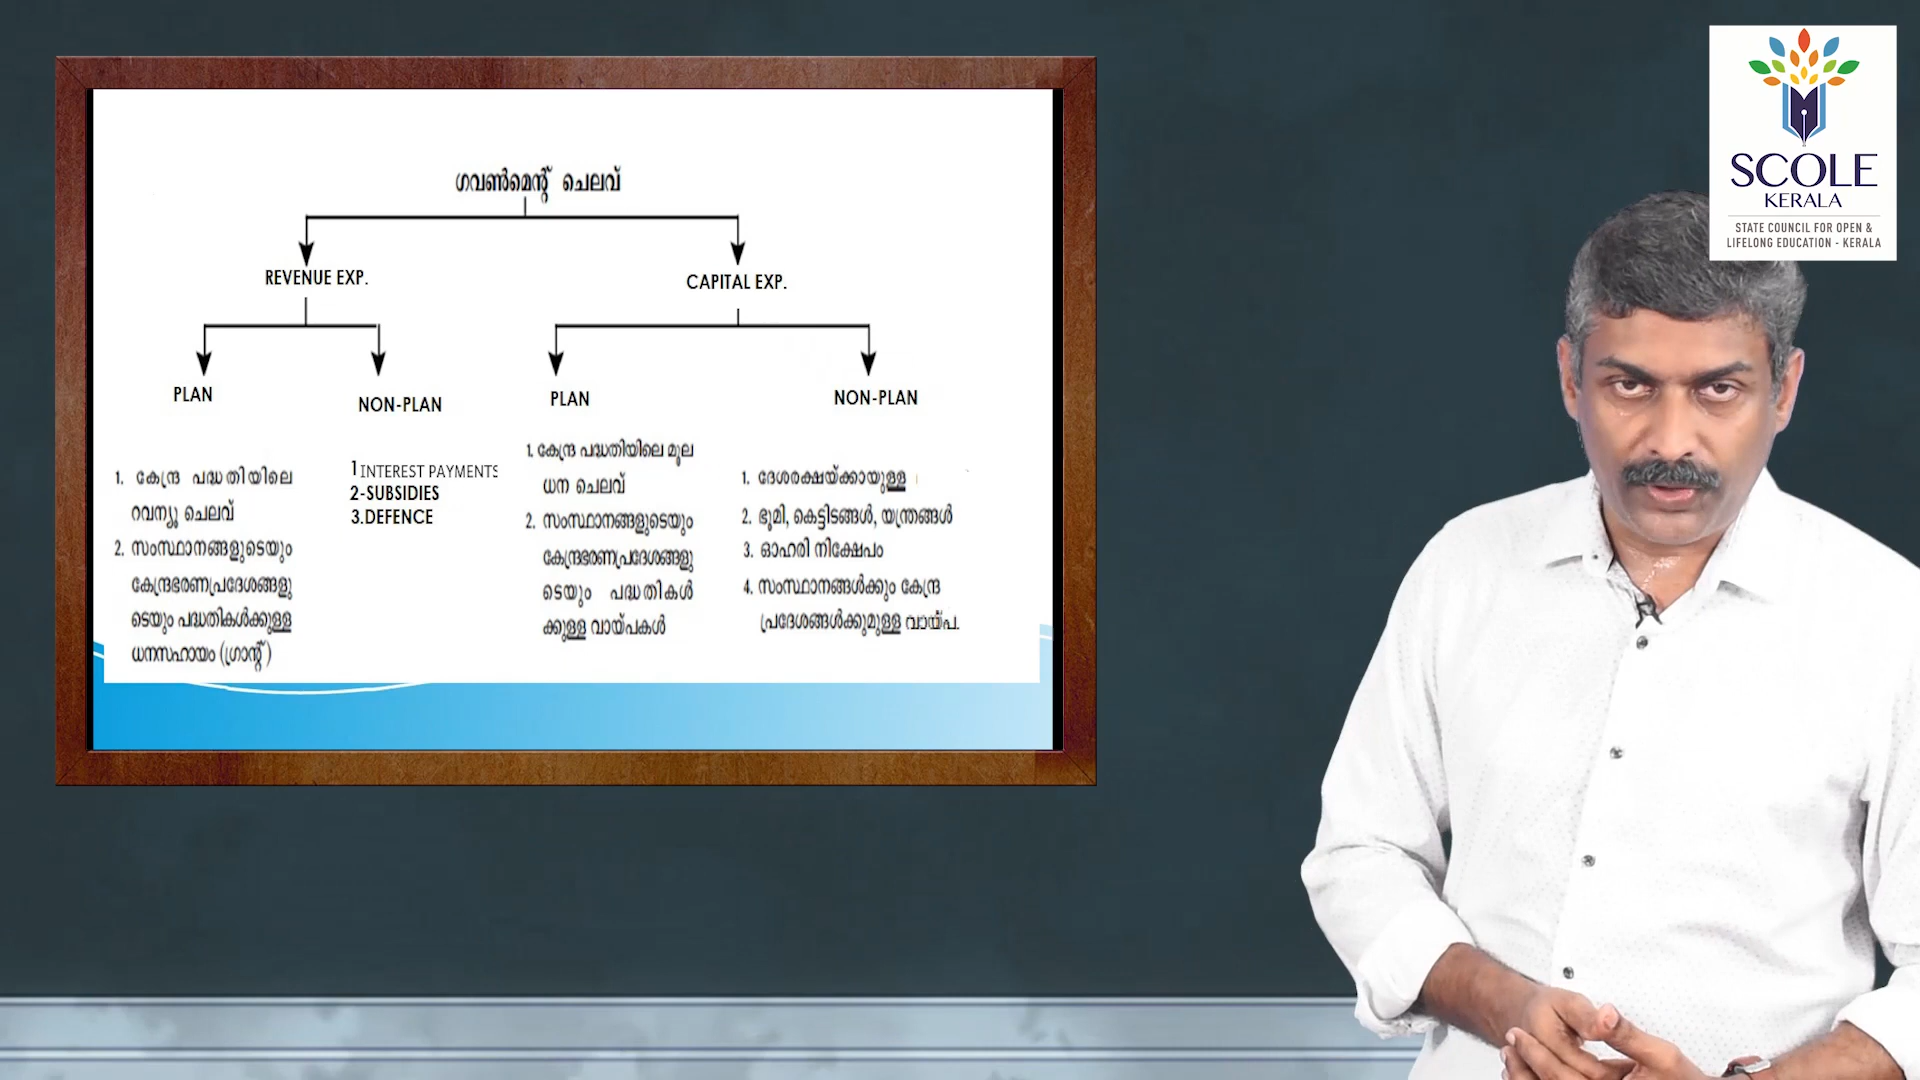 ഗവൺമെന്റ് ചെലവ്
REVENUE EXP.
CAPITAL EXP.
PLAN
NON-PLAN
PLAN
NON-PLAN
1. കേന്ദ്ര പദ്ധതിയിലെ
റവന്യൂ ചെലവ്
2. സംസ്ഥാനങ്ങളുടെയും
കേന്ദ്രഭരണപ്രദേശങ്ങളു
ടെയും പദ്ധതികൾക്കുള്ള
ധനസഹായം (ഗ്രാന്റ്)
1 INTEREST PAYMENTS
2-SUBSIDIES
3.DEFENCE
1. കേന്ദ്ര പദ്ധതിയിലെ മൂല
ധന ചെലവ്
2. സംസ്ഥാനങ്ങളുടെയും
കേന്ദ്രഭരണപ്രദേശങ്ങളു
ടെയും പദ്ധതികൾ
ക്കുള്ള വായ്പകൾ
1. ദേശരക്ഷയ്ക്കായുള്ള
2. ഭൂമി, കെട്ടിടങ്ങൾ, യന്ത്രങ്ങൾ
3. ഓഹരി നിക്ഷേപം
4. സംസ്ഥാനങ്ങൾക്കും കേന്ദ്ര
പ്രദേശങ്ങൾക്കുമുള്ള വായ്പ.
SCOLE
KERALA
STATE COUNCIL FOR OPEN &
LIFELONG EDUCATION - KERALA